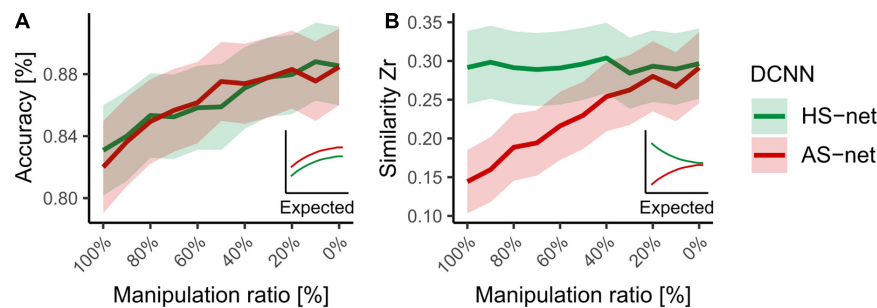 A
Accuracy [%]
0.88
0.84
0.80
Expected
100%
80%
60%
40%
20%
0%
Manipulation ratio [%]
B
Similarity Zr
0.35
0.30
0.25
0.20
0.15
0.10
Expected
100%
80%
60%
40%
20%
0%
Manipulation ratio [%]
DCNN
HS-net
AS-net